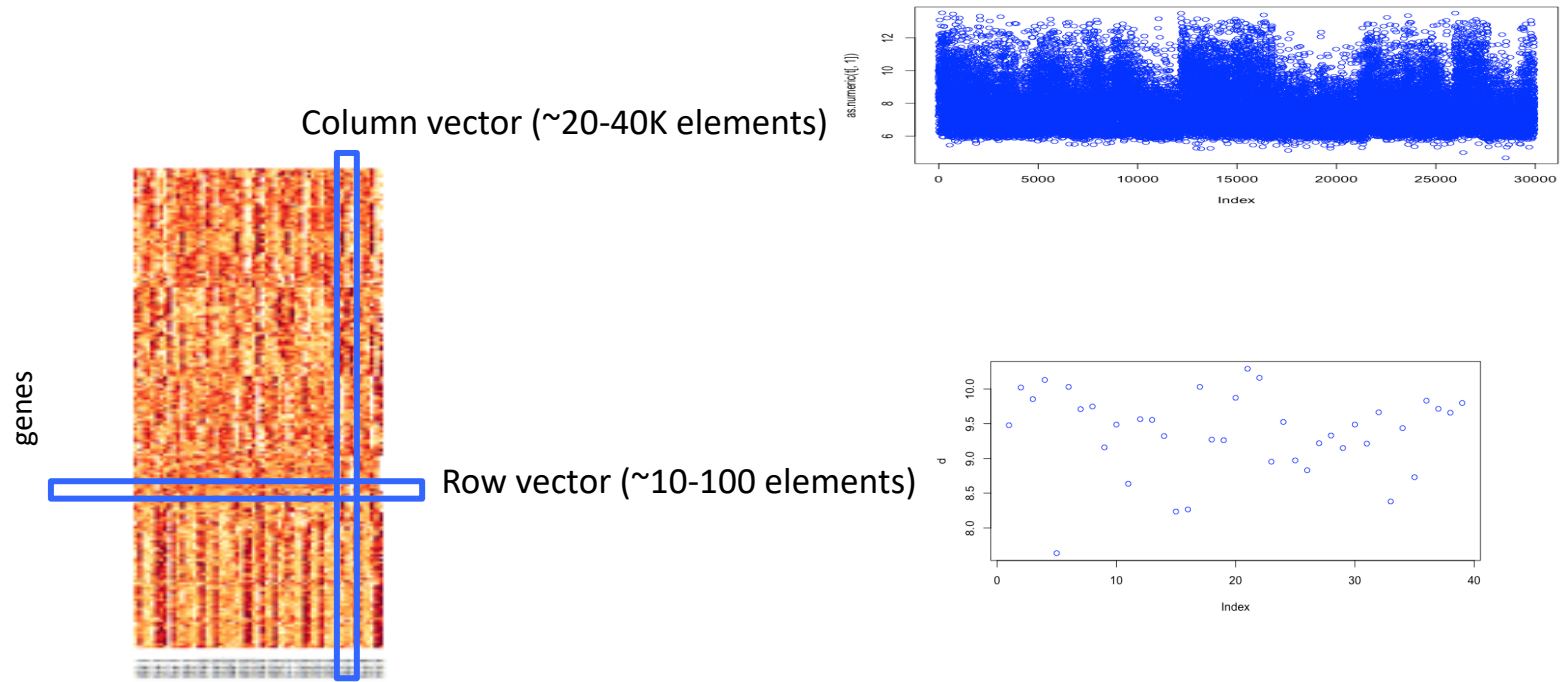 Column vector (~20-40K elements)
genes
Row vector (~10-100 elements)
as.numeric(t[, 1])
12
10
8
6
0 5000 10000 15000 20000 25000 30000
Index
d
10.0
9.5
9.0
8.5
8.0
0 10 20 30 40
Index